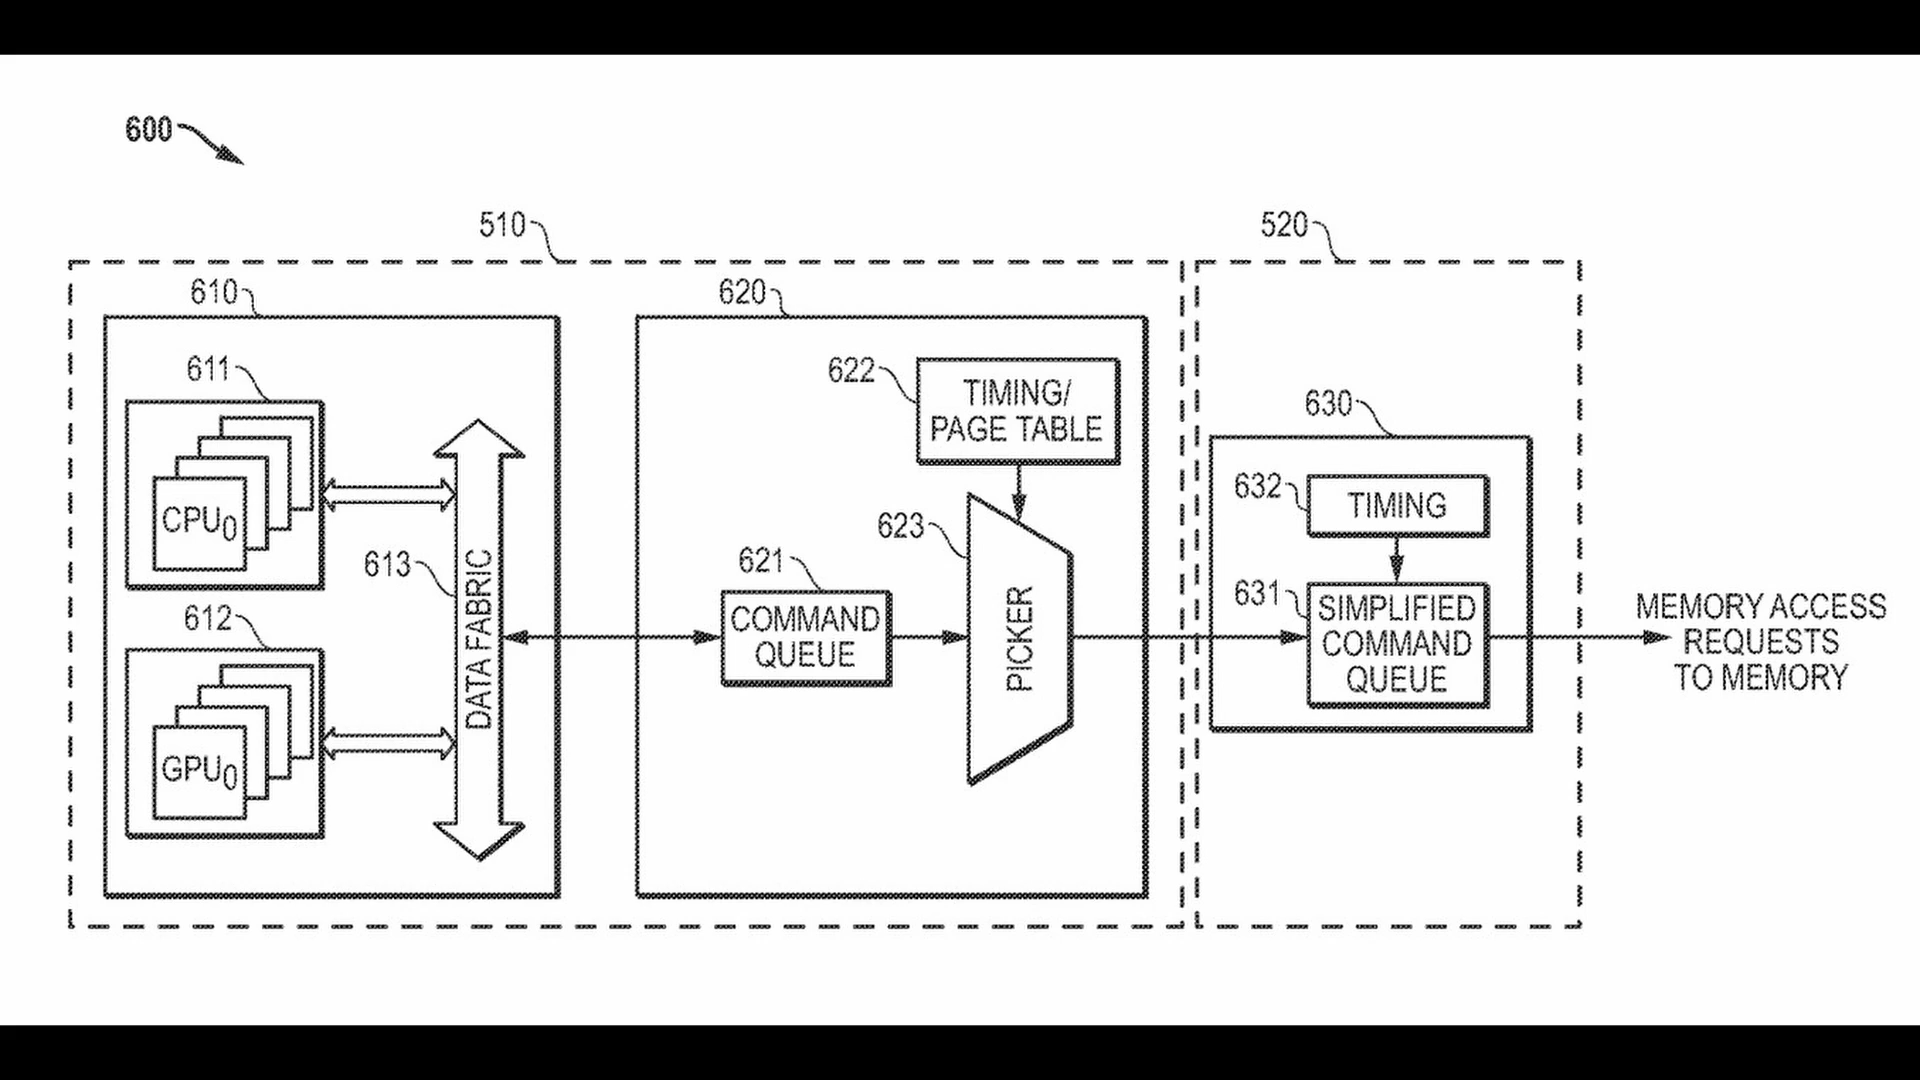 600
510
520
610
620
611
622
TIMING/
PAGE TABLE
630
632
TIMING
CPU0
623
613
621
631
SIMPLIFIED
COMMAND
QUEUE
MEMORY ACCESS
REQUESTS
TO MEMORY
612
COMMAND
QUEUE
DATA FABRIC
PICKER
GPU0